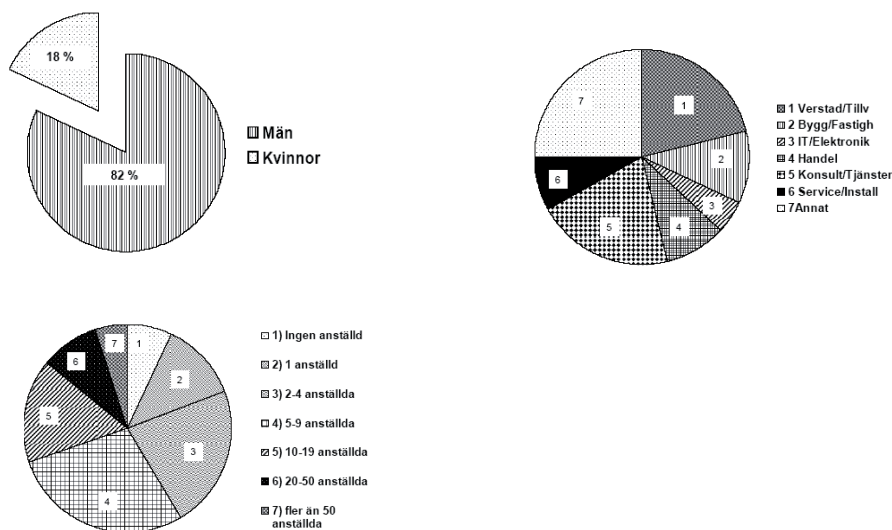 18 %
82 %
Män
Kvinnor
1
2
3
4
5
6
7
1 Verstad/Tillv
2 Bygg/Fastigh
3 IT/Elektronik
4 Handel
5 Konsult/Tjänster
6 Service/Install
7Annat
1
2
3
4
5
6
7
1) Ingen anställd
2) 1 anställd
3) 2-4 anställda
4) 5-9 anställda
5) 10-19 anställda
6) 20-50 anställda
7) fler än 50
anställda